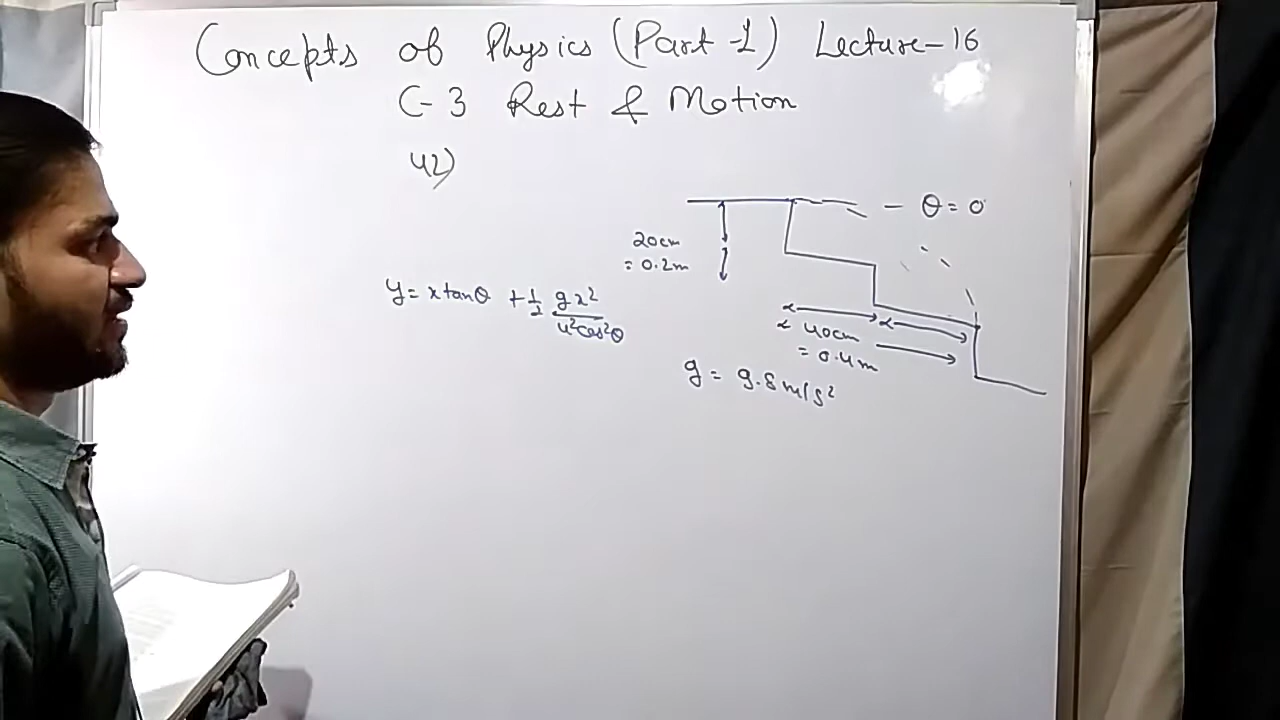 Concepts of Physics (Part-1) Lecture-16
C-3 Rest & Motion
42)
θ=0
20cm
= 0.2m
y= x tanθ + 1/2 gx²/u²cos²θ
40cm
= 0.4m
g = 9.8m/s²